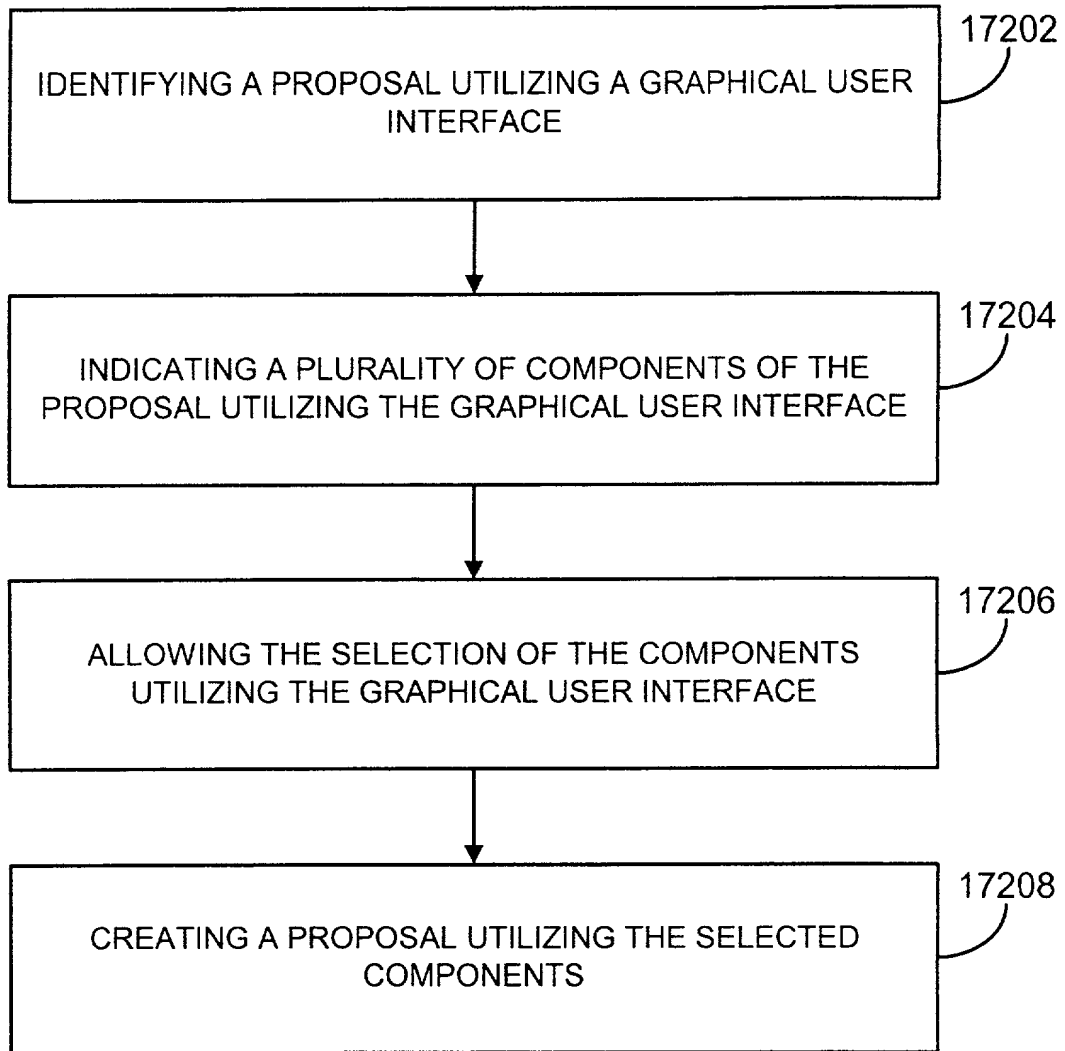 17202
IDENTIFYING A PROPOSAL UTILIZING A GRAPHICAL USER
INTERFACE
17204
INDICATING A PLURALITY OF COMPONENTS OF THE
PROPOSAL UTILIZING THE GRAPHICAL USER INTERFACE
17206
ALLOWING THE SELECTION OF THE COMPONENTS
UTILIZING THE GRAPHICAL USER INTERFACE
17208
CREATING A PROPOSAL UTILIZING THE SELECTED
COMPONENTS